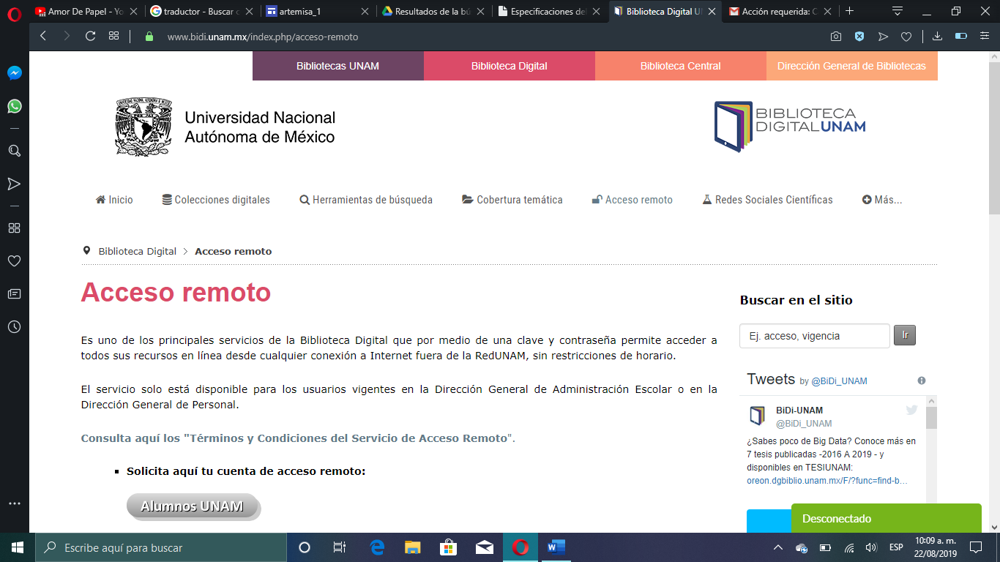 Amor De Papel - Yo
traductor - Buscar c
artemisa_1
Resultados de la bú
Especificaciones del
Biblioteca Digital UN
Acción requerida: C
www.bidi.unam.mx/index.php/acceso-remoto
Bibliotecas UNAM
Biblioteca Digital
Biblioteca Central
Dirección General de Bibliotecas
Universidad Nacional
Autónoma de México
BIBLIOTECA
DIGITALUNAM
Inicio
Colecciones digitales
Herramientas de búsqueda
Cobertura temática
Acceso remoto
Redes Sociales Científicas
Más...
Biblioteca Digital > Acceso remoto
Acceso remoto
Es uno de los principales servicios de la Biblioteca Digital que por medio de una clave y contraseña permite acceder a
todos sus recursos en línea desde cualquier conexión a Internet fuera de la RedUNAM, sin restricciones de horario.
El servicio solo está disponible para los usuarios vigentes en la Dirección General de Administración Escolar o en la
Dirección General de Personal.
Consulta aquí los "Términos y Condiciones del Servicio de Acceso Remoto".
Solicita aquí tu cuenta de acceso remoto:
Alumnos UNAM
Buscar en el sitio
Ej. acceso, vigencia
Ir
Tweets by @BiDi_UNAM
BiDi-UNAM
@BiDi_UNAM
¿Sabes poco de Big Data? Conoce más en
7 tesis publicadas -2016 A 2019 - y
disponibles en TESIUNAM:
oreon.dgbiblio.unam.mx/F/?func=find-b...
Desconectado
Escribe aquí para buscar
ESP
10:09 a. m.
22/08/2019